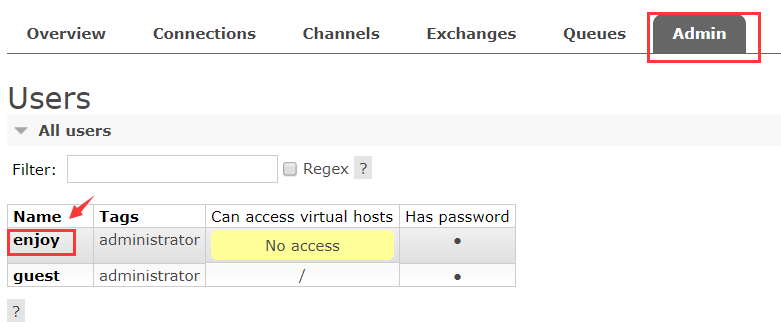 Overview Connections Channels Exchanges Queues Admin
Users
All users
Filter: Regex ?
Name Tags Can access virtual hosts Has password
enjoy administrator No access •
guest administrator / •
?